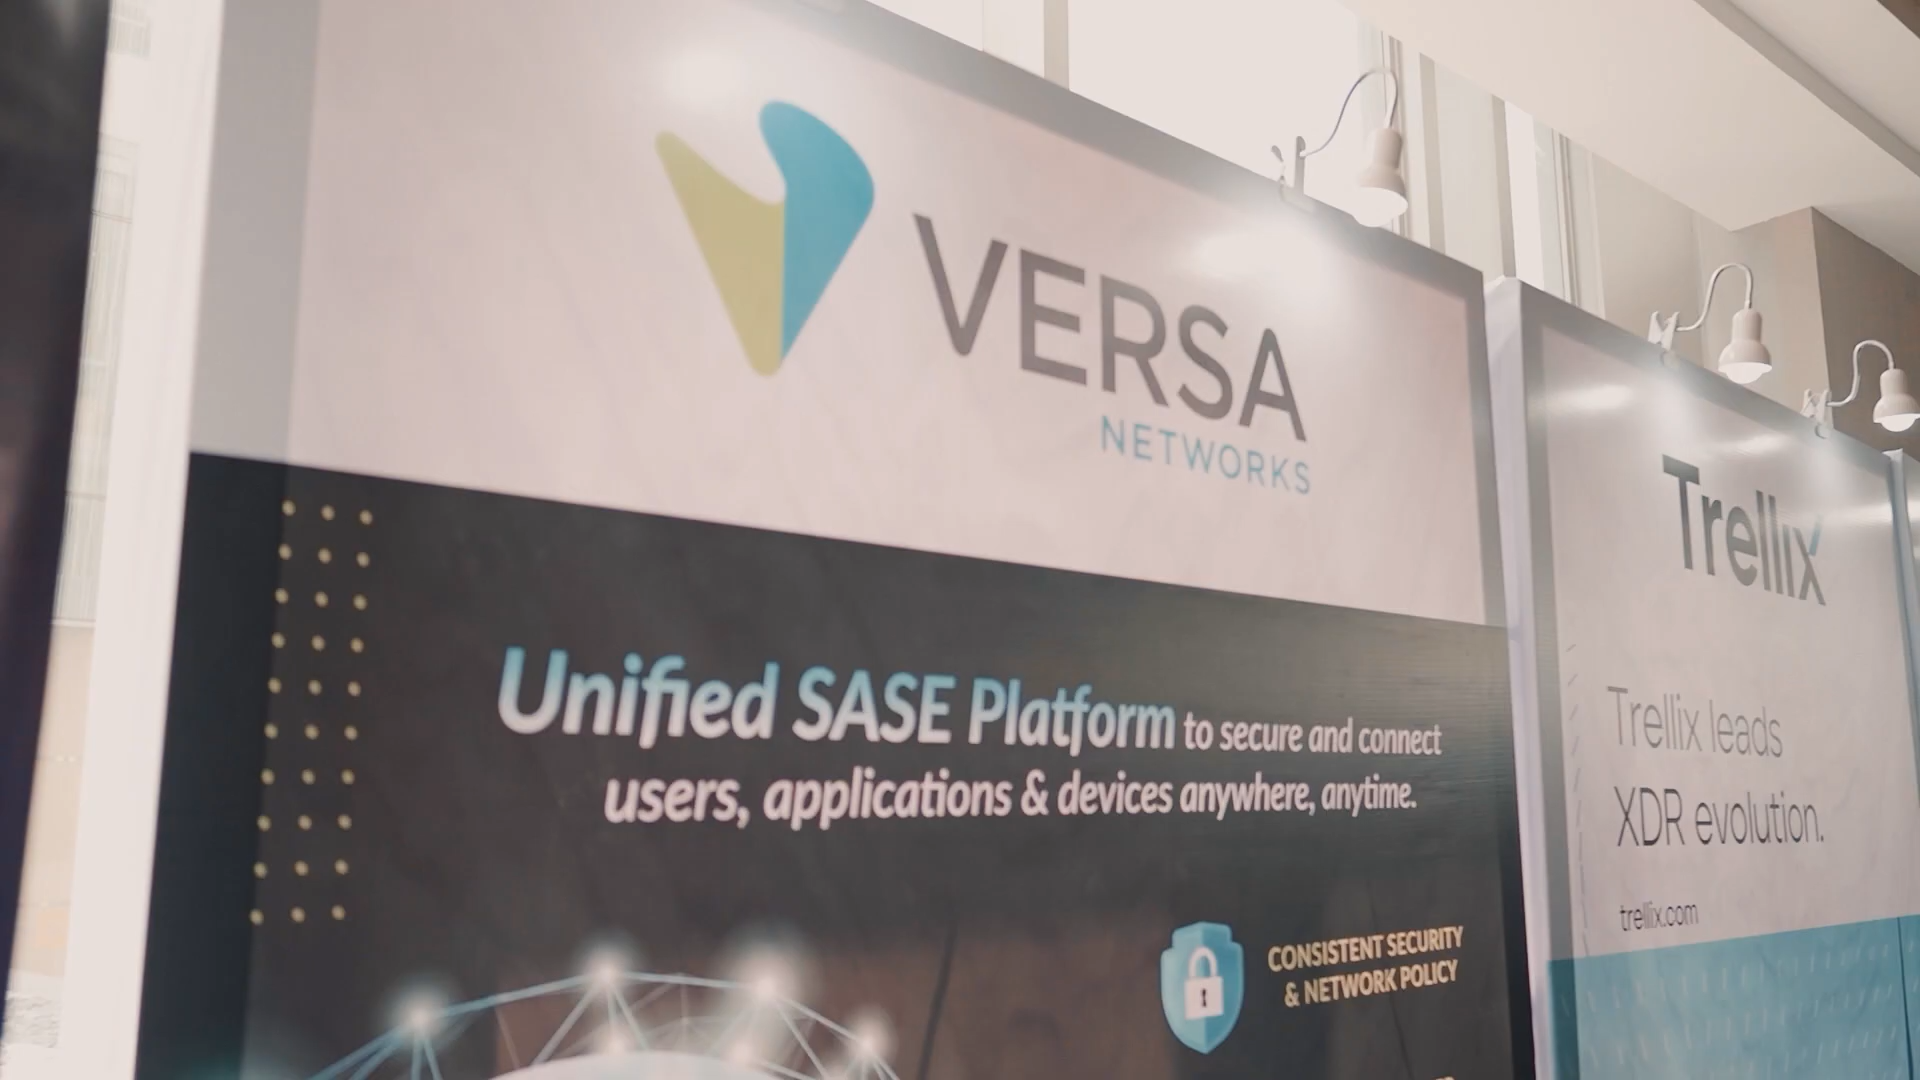 VERSA
NETWORKS
Unified SASE Platform to secure and connect
users, applications & devices anywhere, anytime.
CONSISTENT SECURITY
& NETWORK POLICY
Trellix
Trellix leads
XDR evolution.
trellix.com